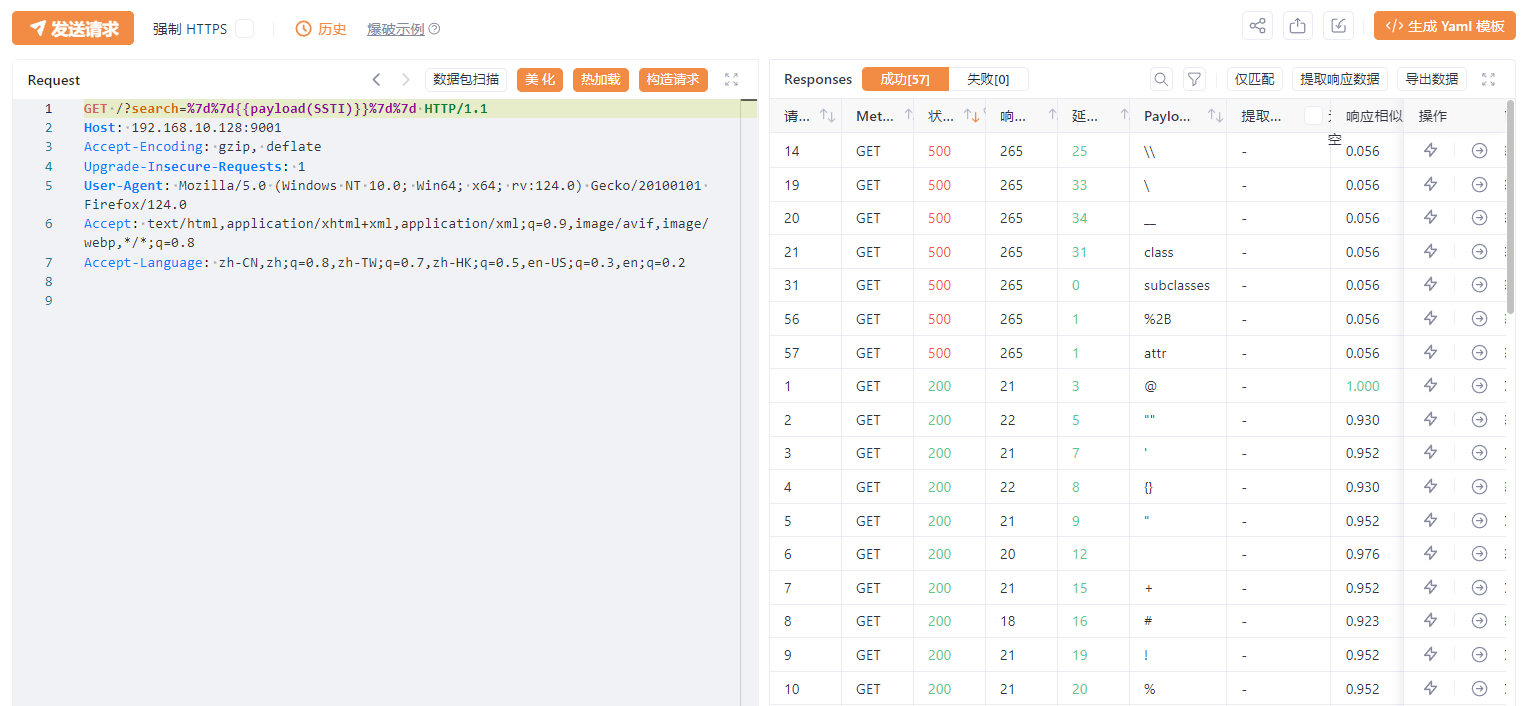 发送请求 强制 HTTPS 历史 爆破示例 生成 Yaml 模板
Request 数据包扫描 美化 热加载 构造请求
1 GET /?search=%7d%7d{{payload(SSTI)}}%7d%7d HTTP/1.1
2 Host: 192.168.10.128:9001
3 Accept-Encoding: gzip, deflate
4 Upgrade-Insecure-Requests: 1
5 User-Agent: Mozilla/5.0 (Windows NT 10.0; Win64; x64; rv:124.0) Gecko/20100101
Firefox/124.0
6 Accept: text/html,application/xhtml+xml,application/xml;q=0.9,image/avif,image/
webp,*/*;q=0.8
7 Accept-Language: zh-CN,zh;q=0.8,zh-TW;q=0.7,zh-HK;q=0.5,en-US;q=0.3,en;q=0.2
8
9
Responses 成功[57] 失败[0] 仅匹配 提取响应数据 导出数据
请... Met... 状... 响... 延... Paylo... 提取... 空 响应相似 操作
14 GET 500 265 25 \\ - 0.056
19 GET 500 265 33 \ - 0.056
20 GET 500 265 34 __ - 0.056
21 GET 500 265 31 class - 0.056
31 GET 500 265 0 subclasses - 0.056
56 GET 500 265 1 %2B - 0.056
57 GET 500 265 1 attr - 0.056
1 GET 200 21 3 @ - 1.000
2 GET 200 22 5 "" - 0.930
3 GET 200 21 7 ' - 0.952
4 GET 200 22 8 {} - 0.930
5 GET 200 21 9 " - 0.952
6 GET 200 20 12 - 0.976
7 GET 200 21 15 + - 0.952
8 GET 200 18 16 # - 0.923
9 GET 200 21 19 ! - 0.952
10 GET 200 21 20 % - 0.952